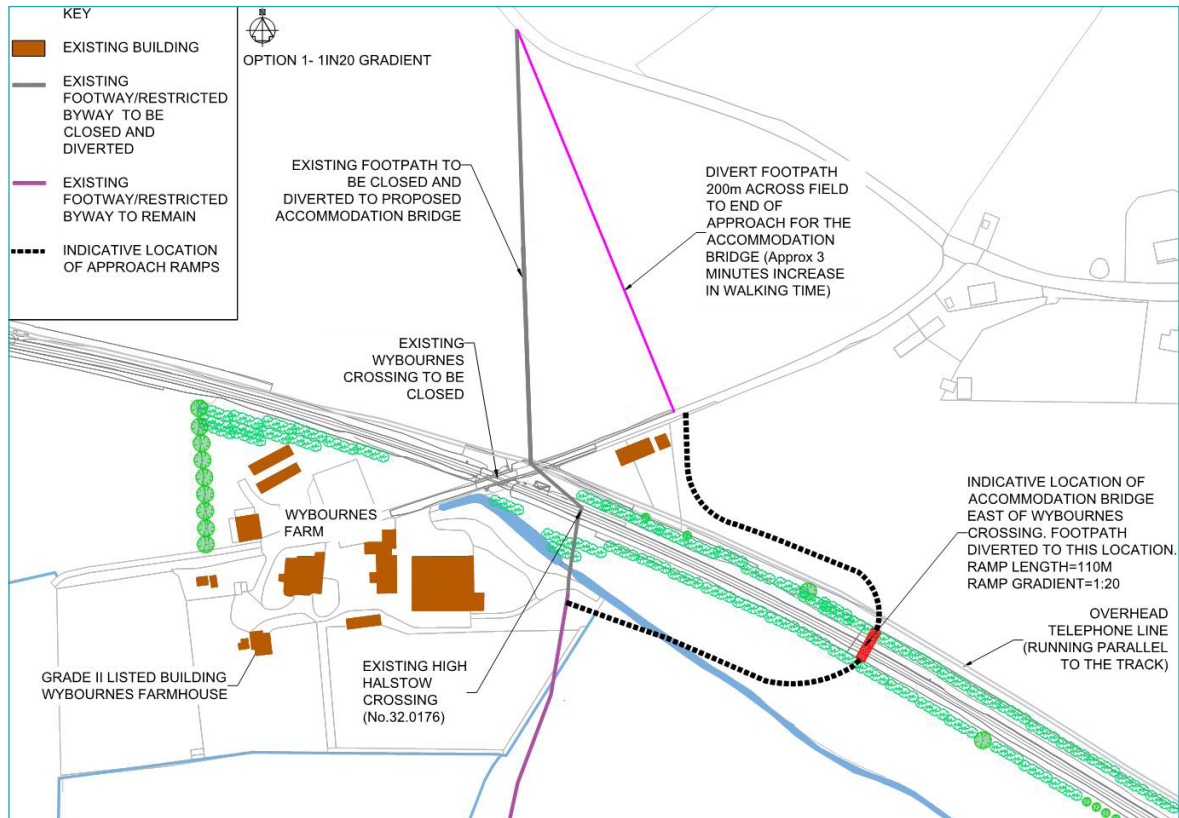 KEY
EXISTING BUILDING
EXISTING
FOOTWAY/RESTRICTED
BYWAY TO BE
CLOSED AND
DIVERTED
EXISTING
FOOTWAY/RESTRICTED
BYWAY TO REMAIN
INDICATIVE LOCATION
OF APPROACH RAMPS
OPTION 1- 1IN20 GRADIENT
EXISTING FOOTPATH TO
BE CLOSED AND
DIVERTED TO PROPOSED
ACCOMMODATION BRIDGE
DIVERT FOOTPATH
200m ACROSS FIELD
TO END OF
APPROACH FOR THE
ACCOMMODATION
BRIDGE (Approx 3
MINUTES INCREASE
IN WALKING TIME)
EXISTING
WYBOURNES
CROSSING TO BE
CLOSED
WYBOURNES
FARM
INDICATIVE LOCATION OF
ACCOMMODATION BRIDGE
EAST OF WYBOURNES
CROSSING. FOOTPATH
DIVERTED TO THIS LOCATION.
RAMP LENGTH=110M
RAMP GRADIENT=1:20
OVERHEAD
TELEPHONE LINE
(RUNNING PARALLEL
TO THE TRACK)
GRADE II LISTED BUILDING
WYBOURNES FARMHOUSE
EXISTING HIGH
HALSTOW
CROSSING
(No.32.0176)